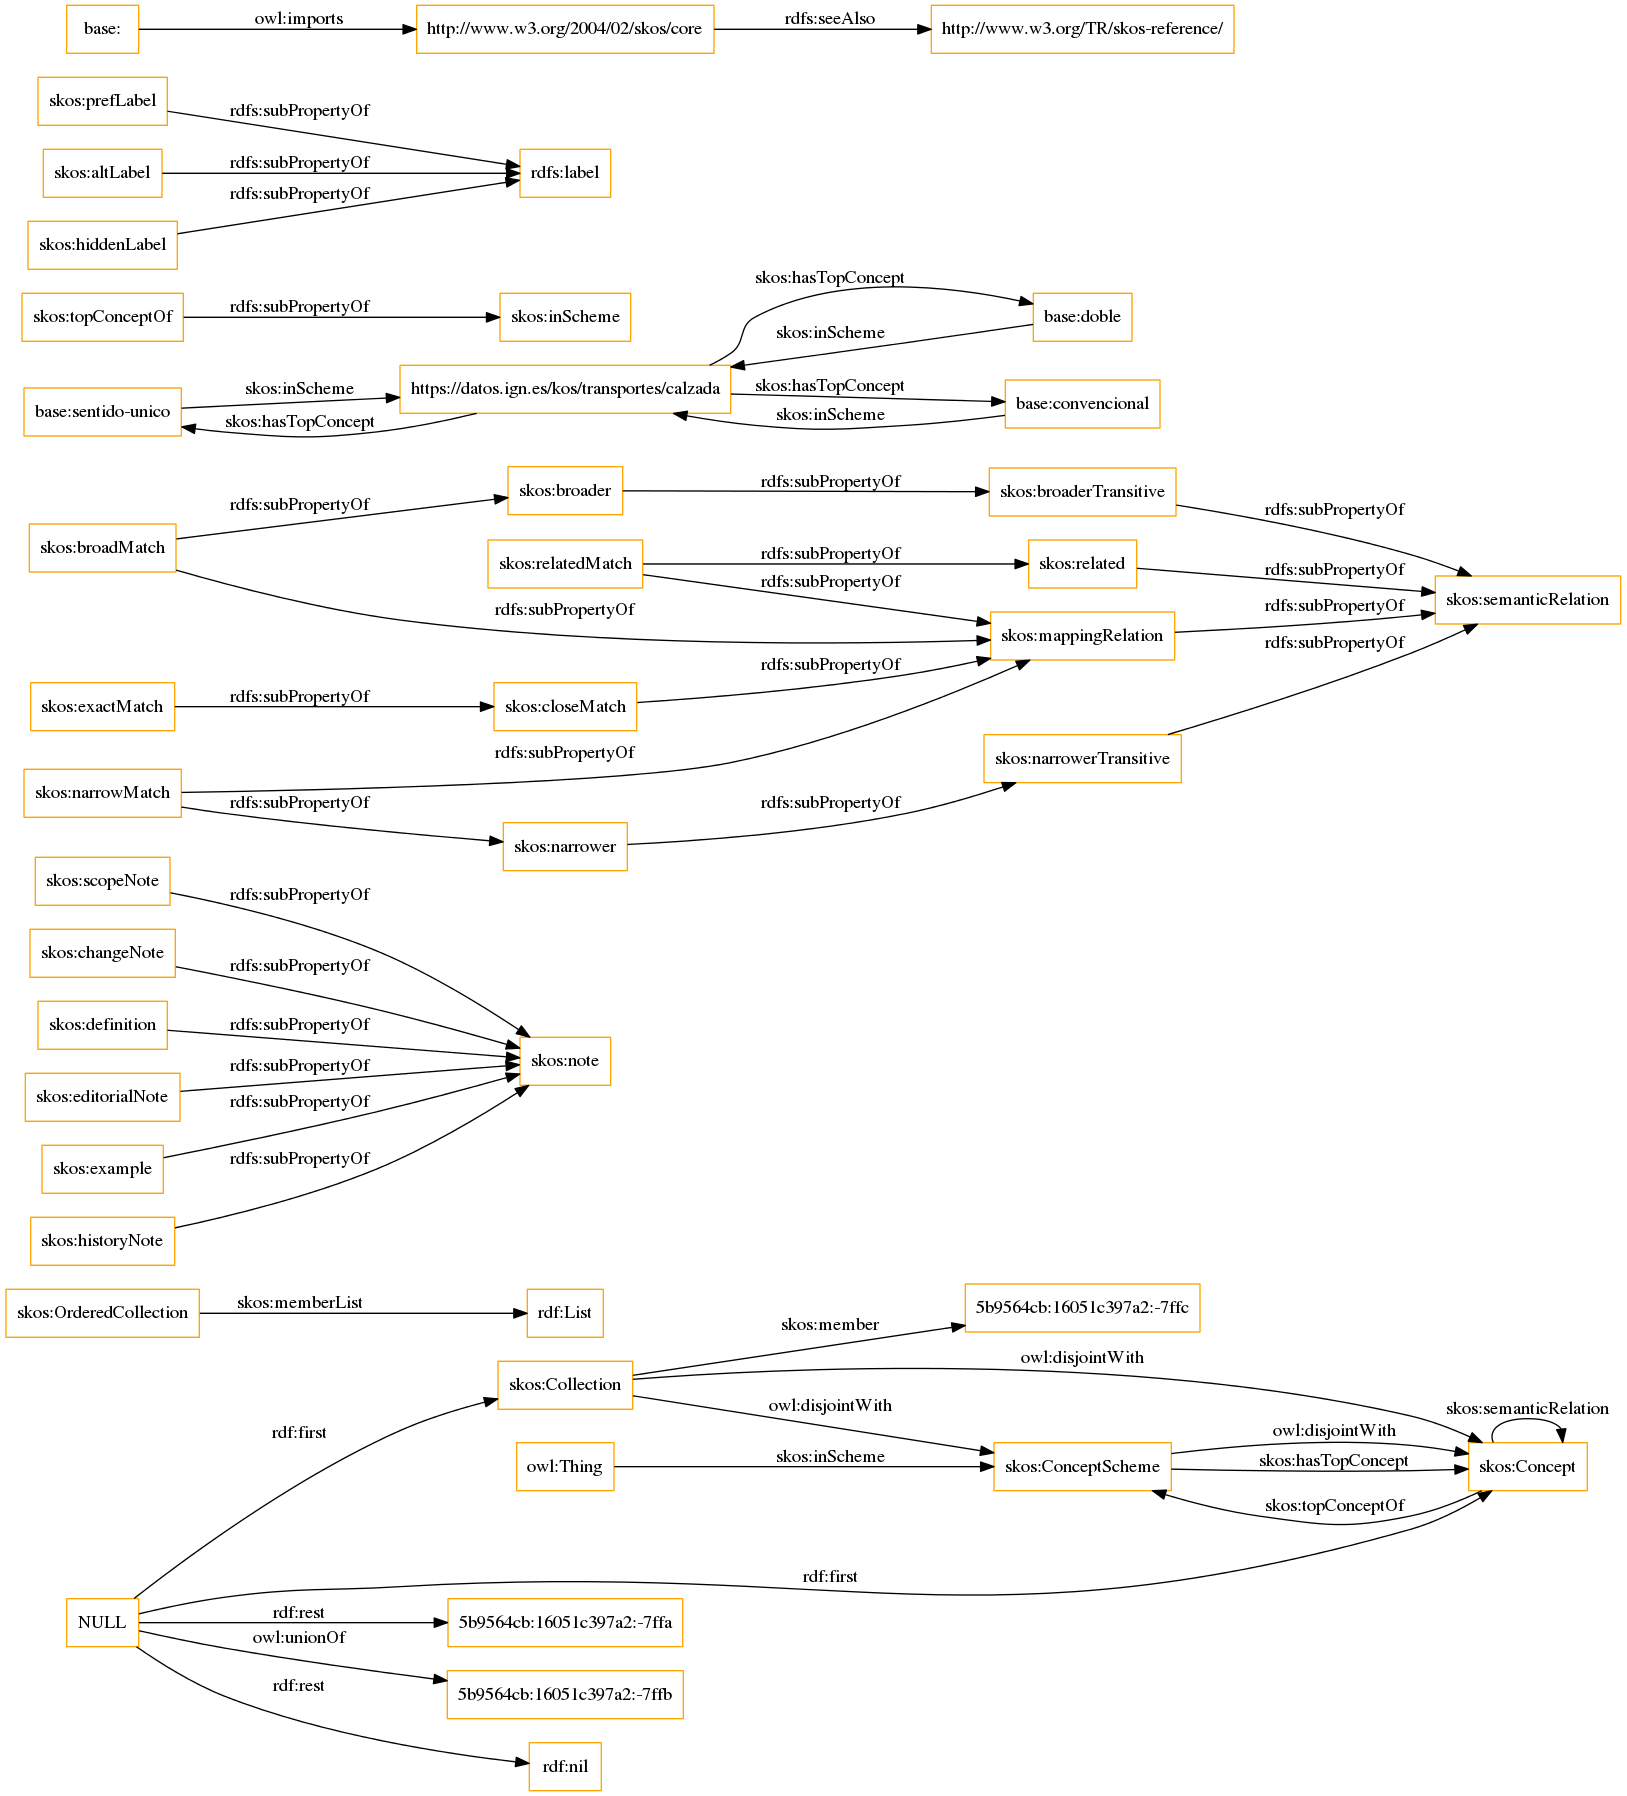 base:
owl:imports
http://www.w3.org/2004/02/skos/core
rdfs:seeAlso
http://www.w3.org/TR/skos-reference/
skos:prefLabel
rdfs:subPropertyOf
skos:altLabel
rdfs:subPropertyOf
rdfs:label
skos:hiddenLabel
rdfs:subPropertyOf
skos:topConceptOf
rdfs:subPropertyOf
skos:inScheme
skos:hasTopConcept
base:doble
skos:inScheme
base:sentido-unico
skos:inScheme
skos:hasTopConcept
https://datos.ign.es/kos/transportes/calzada
skos:hasTopConcept
skos:inScheme
base:convencional
skos:broadMatch
rdfs:subPropertyOf
rdfs:subPropertyOf
skos:broader
rdfs:subPropertyOf
skos:broaderTransitive
rdfs:subPropertyOf
skos:relatedMatch
rdfs:subPropertyOf
rdfs:subPropertyOf
skos:related
rdfs:subPropertyOf
skos:mappingRelation
rdfs:subPropertyOf
skos:semanticRelation
skos:exactMatch
rdfs:subPropertyOf
skos:closeMatch
rdfs:subPropertyOf
skos:narrowMatch
rdfs:subPropertyOf
rdfs:subPropertyOf
skos:narrower
rdfs:subPropertyOf
skos:narrowerTransitive
rdfs:subPropertyOf
skos:scopeNote
rdfs:subPropertyOf
skos:changeNote
rdfs:subPropertyOf
skos:definition
rdfs:subPropertyOf
skos:note
skos:editorialNote
rdfs:subPropertyOf
skos:example
rdfs:subPropertyOf
skos:historyNote
rdfs:subPropertyOf
skos:OrderedCollection
skos:memberList
rdf:List
skos:Collection
skos:member
5b9564cb:16051c397a2:-7ffc
owl:disjointWith
owl:disjointWith
owl:Thing
skos:inScheme
skos:ConceptScheme
owl:disjointWith
skos:hasTopConcept
skos:topConceptOf
skos:semanticRelation
skos:Concept
NULL
rdf:first
rdf:first
rdf:rest
5b9564cb:16051c397a2:-7ffa
owl:unionOf
5b9564cb:16051c397a2:-7ffb
rdf:rest
rdf:nil